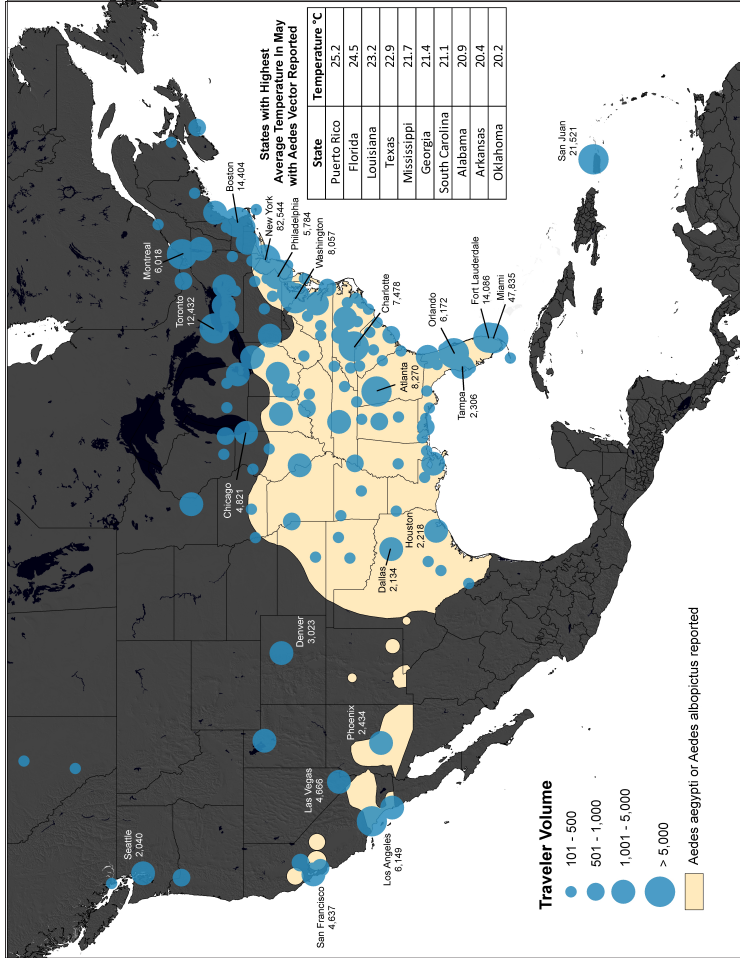 States with Highest
Average Temperature In May
with Aedes Vector Reported
State Temperature °C
Puerto Rico 25.2
Florida 24.5
Louisiana 23.2
Texas 22.9
Mississippi 21.7
Georgia 21.4
South Carolina 21.1
Alabama 20.9
Arkansas 20.4
Oklahoma 20.2
Seattle
2,040
San Francisco
4,637
Los Angeles
6,149
Las Vegas
4,666
Phoenix
2,434
Denver
3,023
Dallas
2,134
Houston
2,218
Chicago
4,821
Toronto
12,432
Montreal
6,018
Boston
14,404
New York
82,544
Philadelphia
5,784
Washington
8,057
Charlotte
7,478
Atlanta
8,270
Orlando
6,172
Tampa
2,306
Fort Lauderdale
14,086
Miami
47,835
San Juan
21,521
Traveler Volume
101 - 500
501 - 1,000
1,001 - 5,000
> 5,000
Aedes aegypti or Aedes albopictus reported